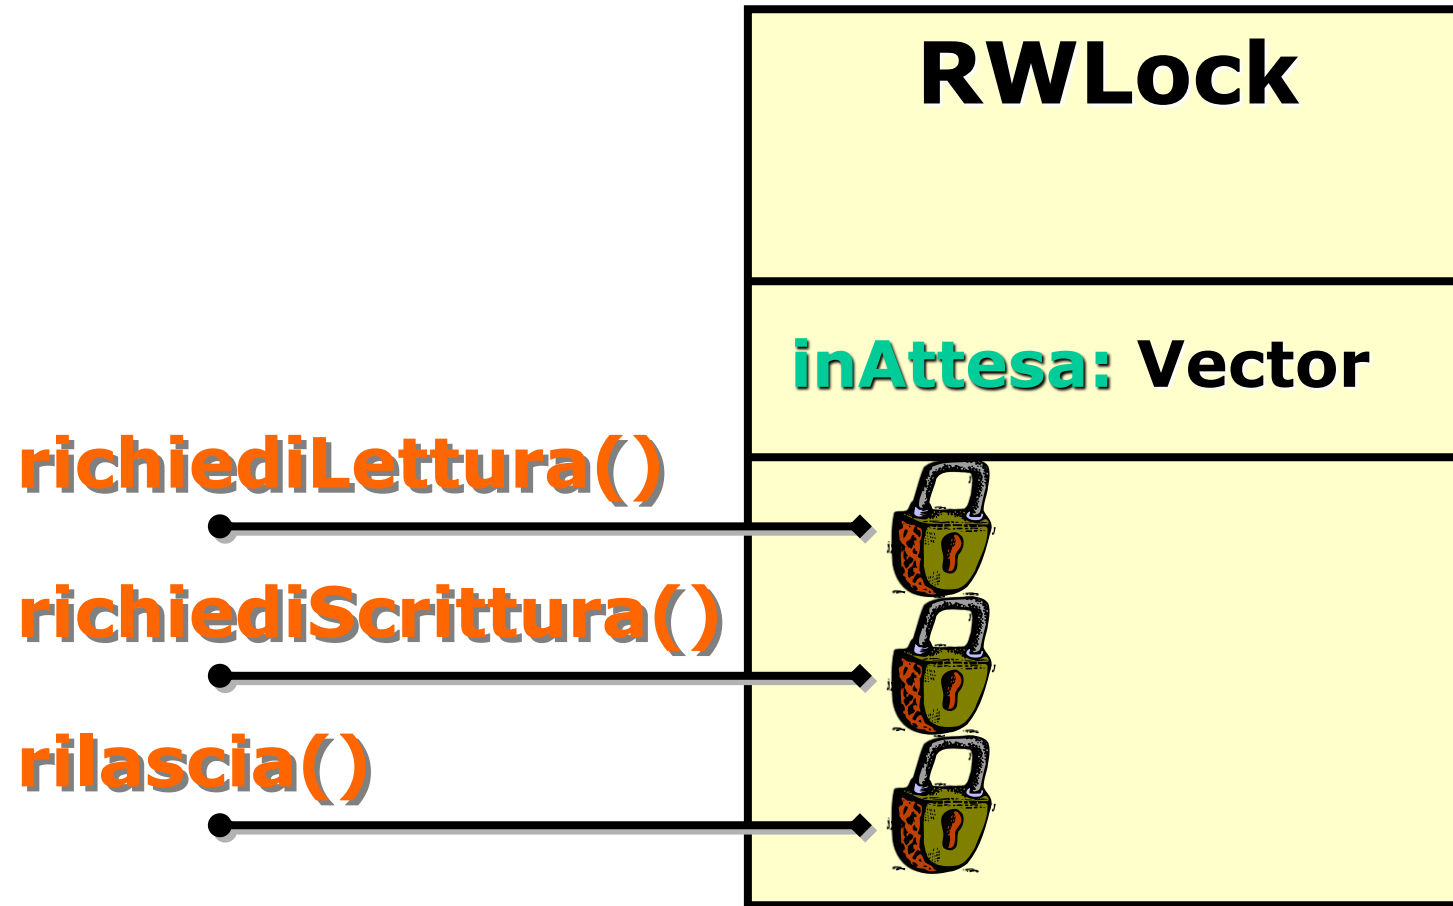 RWLock
inAttesa: Vector
richiediLettura()
richiediScrittura()
rilascia()